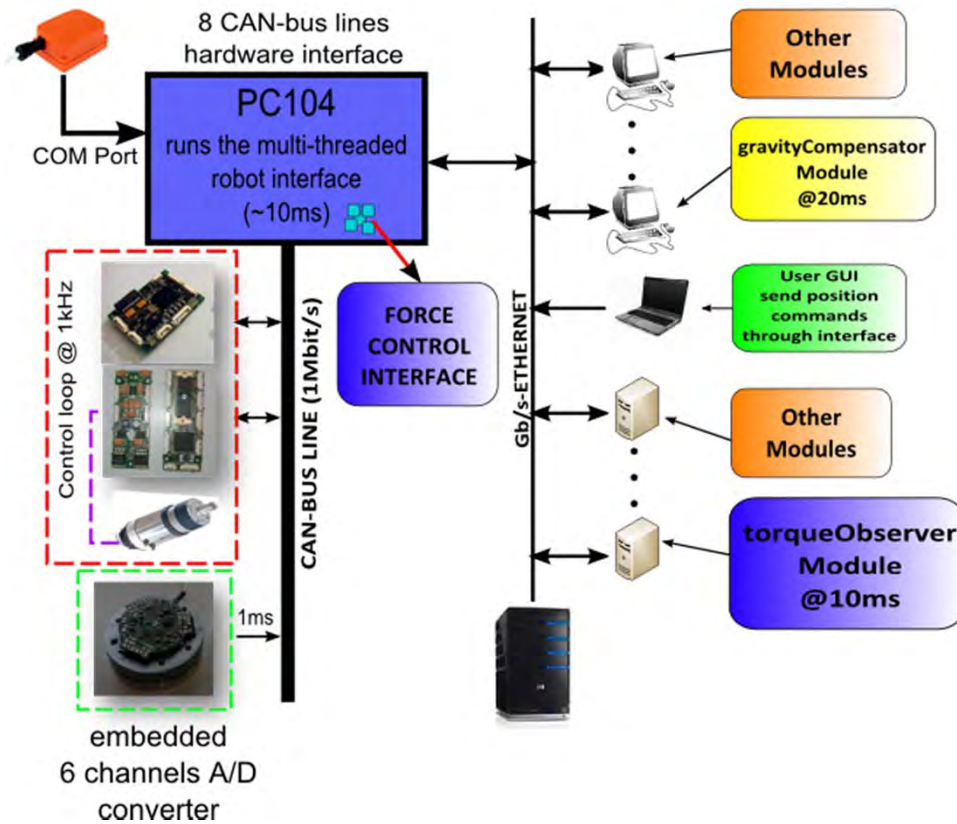 8 CAN-bus lines
hardware interface
PC104
runs the multi-threaded
robot interface
(~10ms)
COM Port
FORCE
CONTROL
INTERFACE
Control loop @ 1kHz
CAN-BUS LINE (1Mbit/s)
1ms
embedded
6 channels A/D
converter
Gb/s-ETHERNET
Other
Modules
gravityCompensator
Module
@20ms
User GUI
send position
commands
through interface
Other
Modules
torqueObserver
Module
@10ms